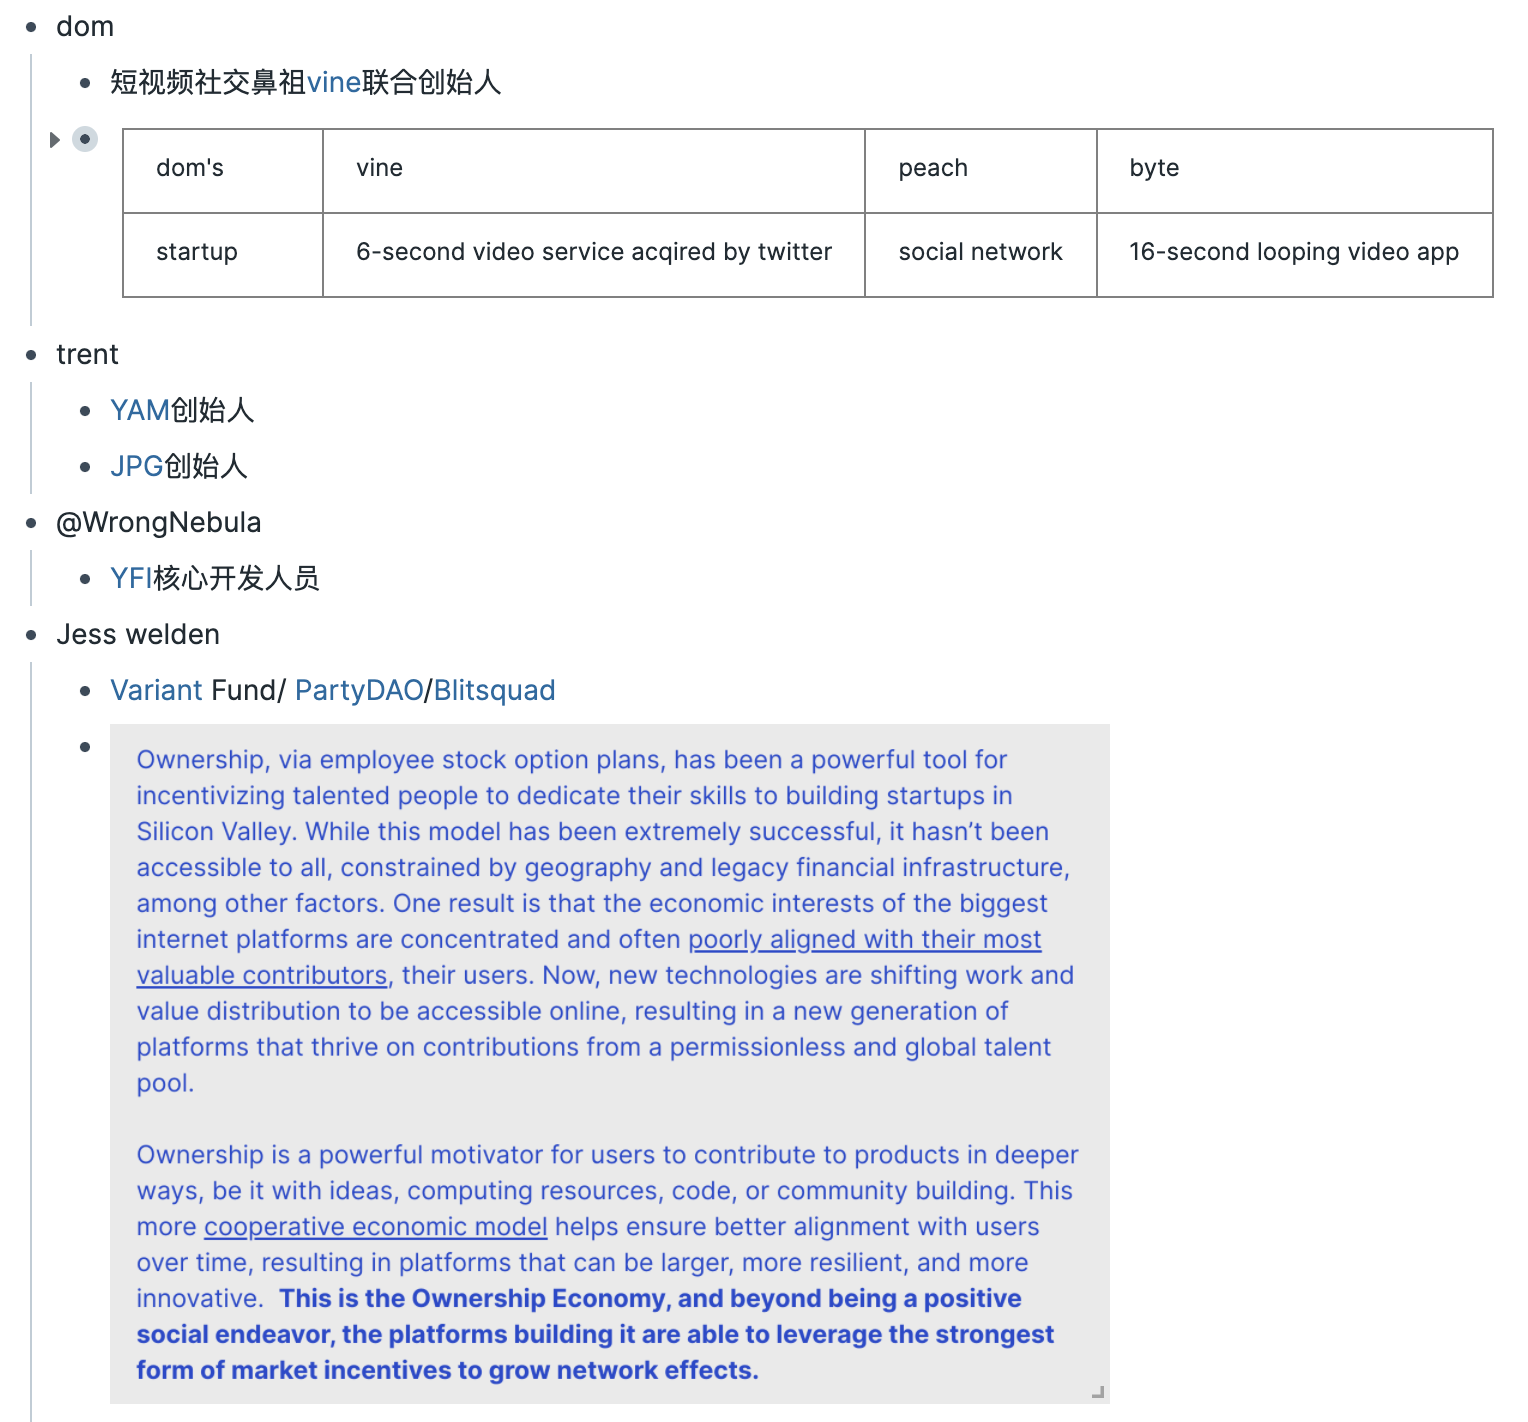 dom
短视频社交鼻祖vine联合创始人
dom's vine peach byte
startup 6-second video service acqired by twitter social network 16-second looping video app
trent
YAM创始人
JPG创始人
@WrongNebula
YFI核心开发人员
Jess welden
Variant Fund/ PartyDAO/Blitsquad
Ownership, via employee stock option plans, has been a powerful tool for
incentivizing talented people to dedicate their skills to building startups in
Silicon Valley. While this model has been extremely successful, it hasn’t been
accessible to all, constrained by geography and legacy financial infrastructure,
among other factors. One result is that the economic interests of the biggest
internet platforms are concentrated and often poorly aligned with their most
valuable contributors, their users. Now, new technologies are shifting work and
value distribution to be accessible online, resulting in a new generation of
platforms that thrive on contributions from a permissionless and global talent
pool.
Ownership is a powerful motivator for users to contribute to products in deeper
ways, be it with ideas, computing resources, code, or community building. This
more cooperative economic model helps ensure better alignment with users
over time, resulting in platforms that can be larger, more resilient, and more
innovative. This is the Ownership Economy, and beyond being a positive
social endeavor, the platforms building it are able to leverage the strongest
form of market incentives to grow network effects.